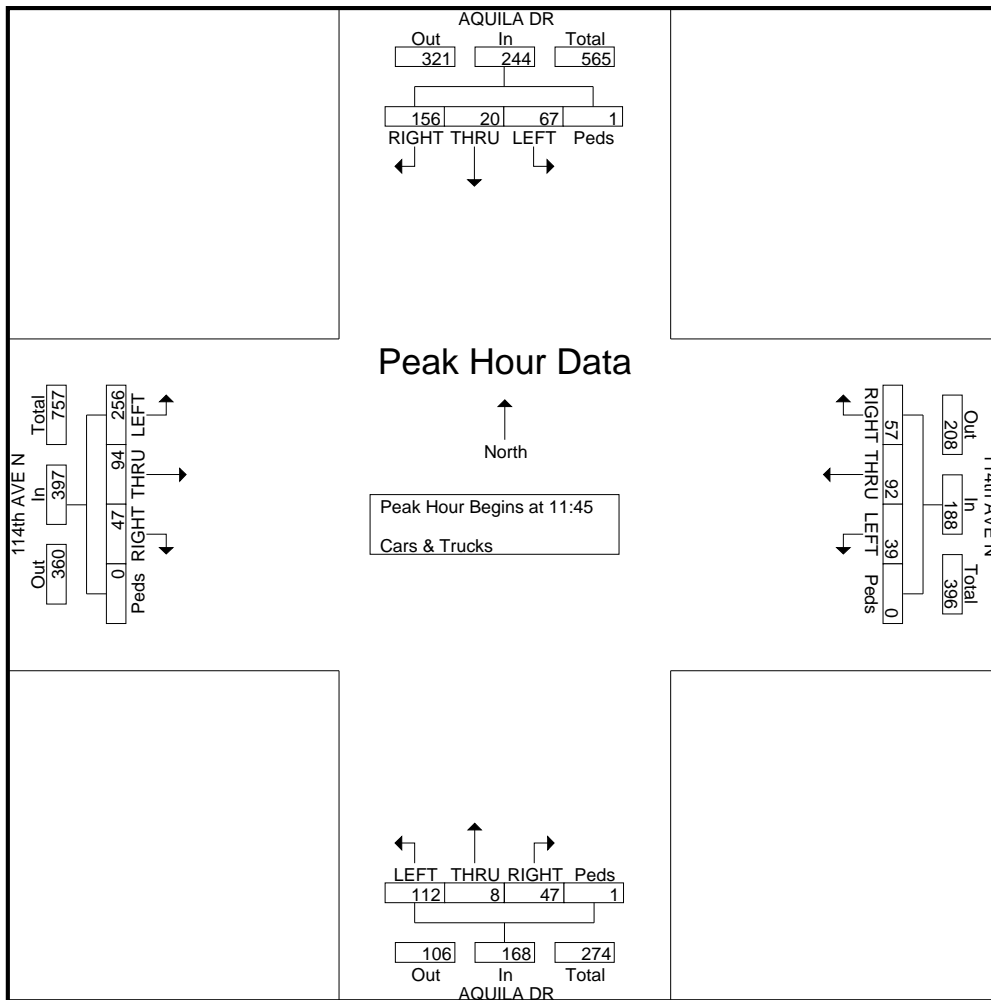 AQUILA DR
Out In Total
321 244 565
156 20 67 1
RIGHT THRU LEFT Peds
Peak Hour Data
North
Peak Hour Begins at 11:45
Cars & Trucks
114th AVE N
Out In Total
360 397 757
Peds RIGHT THRU LEFT
0 47 94 256
114th AVE N
Out In Total
208 188 396
RIGHT THRU LEFT Peds
57 92 39 0
LEFT THRU RIGHT Peds
112 8 47 1
106 168 274
Out In Total
AQUILA DR